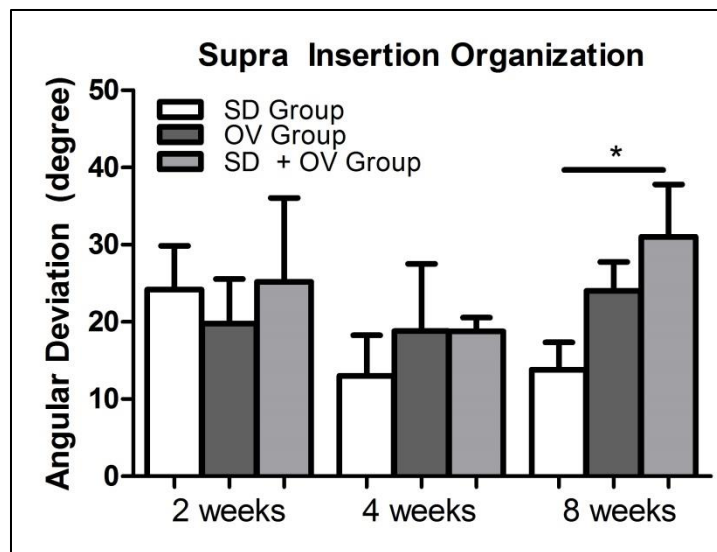 Supra Insertion Organization
Angular Deviation (degree)
50
40
30
20
10
0
SD Group
OV Group
SD + OV Group
*
2 weeks
4 weeks
8 weeks